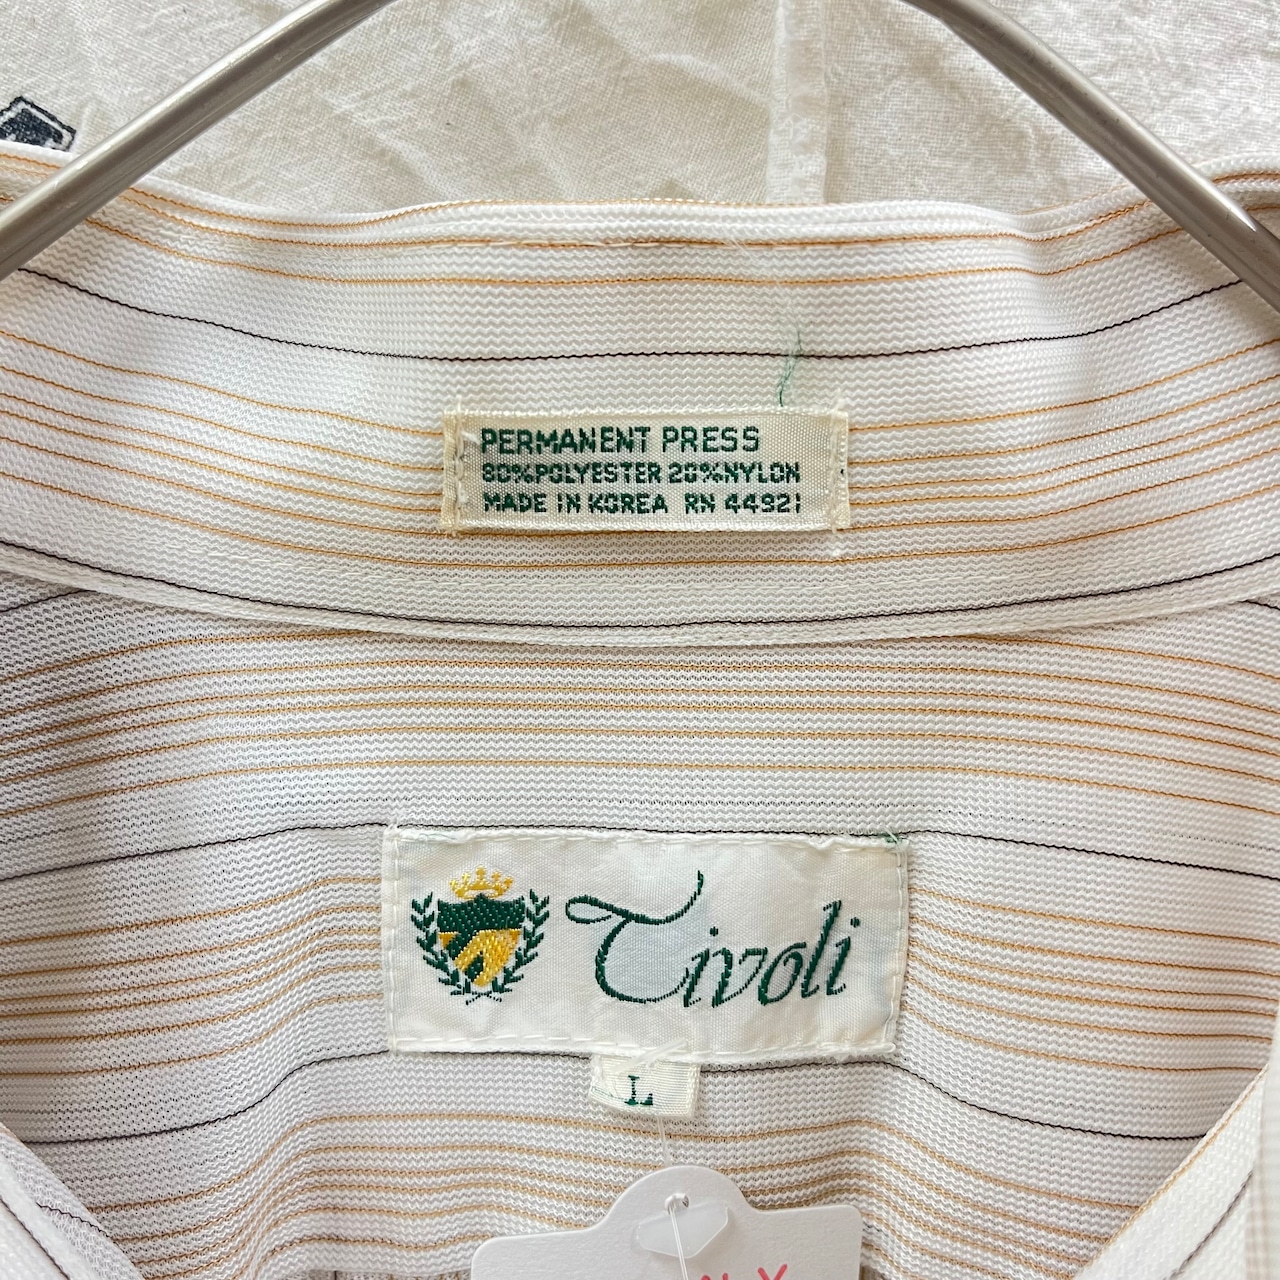 PERMANENT PRESS
80% POLYESTER 20% NYLON
MADE IN KOREA RN 44921
Tivoli
L